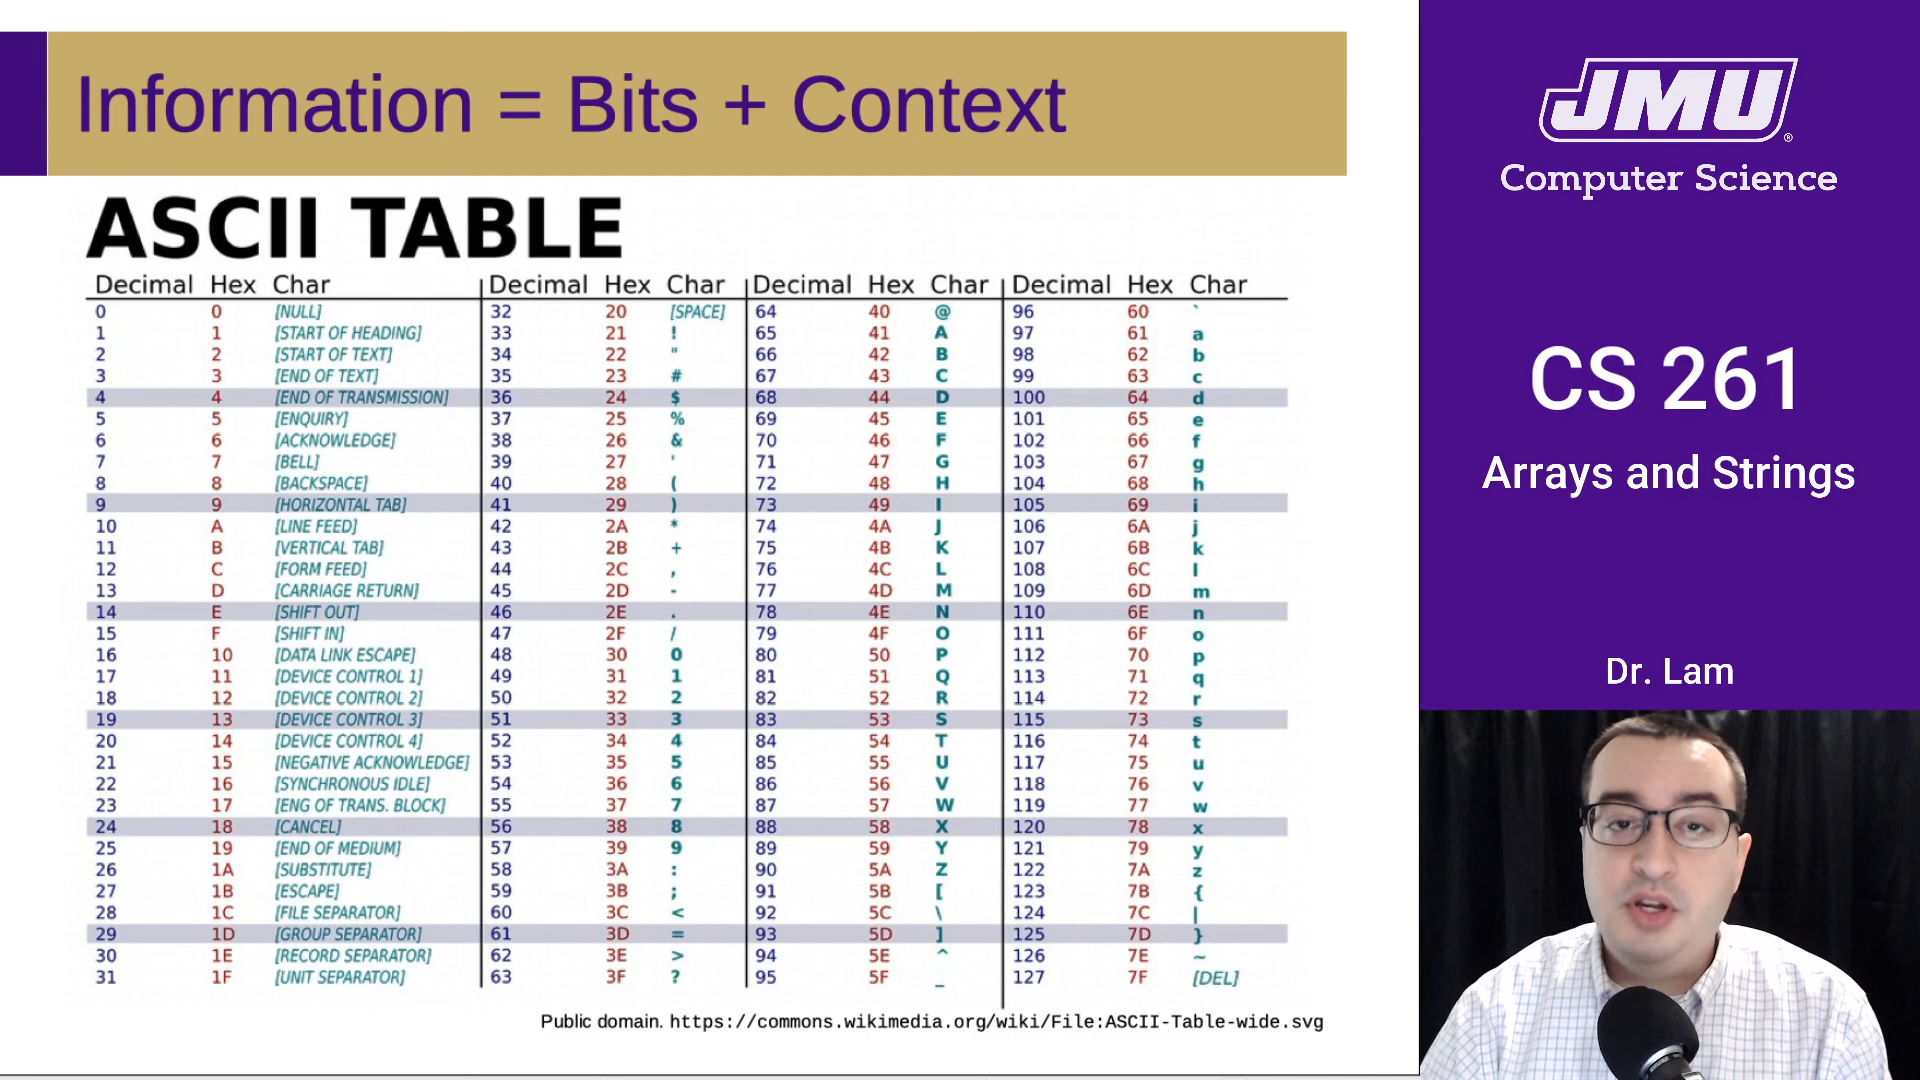 Information = Bits + Context
ASCII TABLE
Decimal Hex Char Decimal Hex Char Decimal Hex Char Decimal Hex Char
0 0 [NULL] 32 20 [SPACE] 64 40 @ 96 60 `
1 1 [START OF HEADING] 33 21 ! 65 41 A 97 61 a
2 2 [START OF TEXT] 34 22 " 66 42 B 98 62 b
3 3 [END OF TEXT] 35 23 # 67 43 C 99 63 c
4 4 [END OF TRANSMISSION] 36 24 $ 68 44 D 100 64 d
5 5 [ENQUIRY] 37 25 % 69 45 E 101 65 e
6 6 [ACKNOWLEDGE] 38 26 & 70 46 F 102 66 f
7 7 [BELL] 39 27 ' 71 47 G 103 67 g
8 8 [BACKSPACE] 40 28 ( 72 48 H 104 68 h
9 9 [HORIZONTAL TAB] 41 29 ) 73 49 I 105 69 i
10 A [LINE FEED] 42 2A * 74 4A J 106 6A j
11 B [VERTICAL TAB] 43 2B + 75 4B K 107 6B k
12 C [FORM FEED] 44 2C , 76 4C L 108 6C l
13 D [CARRIAGE RETURN] 45 2D - 77 4D M 109 6D m
14 E [SHIFT OUT] 46 2E . 78 4E N 110 6E n
15 F [SHIFT IN] 47 2F / 79 4F O 111 6F o
16 10 [DATA LINK ESCAPE] 48 30 0 80 50 P 112 70 p
17 11 [DEVICE CONTROL 1] 49 31 1 81 51 Q 113 71 q
18 12 [DEVICE CONTROL 2] 50 32 2 82 52 R 114 72 r
19 13 [DEVICE CONTROL 3] 51 33 3 83 53 S 115 73 s
20 14 [DEVICE CONTROL 4] 52 34 4 84 54 T 116 74 t
21 15 [NEGATIVE ACKNOWLEDGE] 53 35 5 85 55 U 117 75 u
22 16 [SYNCHRONOUS IDLE] 54 36 6 86 56 V 118 76 v
23 17 [ENG OF TRANS. BLOCK] 55 37 7 87 57 W 119 77 w
24 18 [CANCEL] 56 38 8 88 58 X 120 78 x
25 19 [END OF MEDIUM] 57 39 9 89 59 Y 121 79 y
26 1A [SUBSTITUTE] 58 3A : 90 5A Z 122 7A z
27 1B [ESCAPE] 59 3B ; 91 5B [ 123 7B {
28 1C [FILE SEPARATOR] 60 3C < 92 5C \ 124 7C |
29 1D [GROUP SEPARATOR] 61 3D = 93 5D ] 125 7D }
30 1E [RECORD SEPARATOR] 62 3E > 94 5E ^ 126 7E ~
31 1F [UNIT SEPARATOR] 63 3F ? 95 5F _ 127 7F [DEL]
Public domain. https://commons.wikimedia.org/wiki/File:ASCII-Table-wide.svg
JMU®
Computer Science
CS 261
Arrays and Strings
Dr. Lam